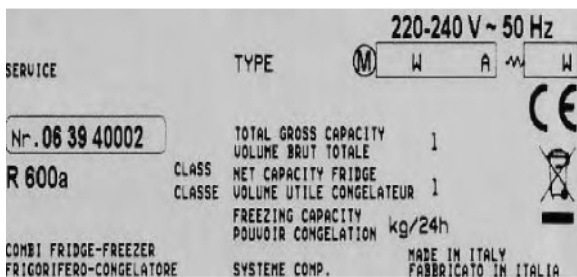 220-240 V ~ 50 Hz
SERVICE TYPE M W A W
Nr. 06 39 40002
TOTAL GROSS CAPACITY
VOLUME BRUT TOTALE l
R 600a
CLASS NET CAPACITY FRIDGE
CLASSE VOLUME UTILE CONGELATEUR l
FREEZING CAPACITY
POUVOIR CONGELATION kg/24h
CE
COMBI FRIDGE-FREEZER MADE IN ITALY
FRIGORIFERO-CONGELATORE SYSTEME COMP. FABBRICATO IN ITALIA